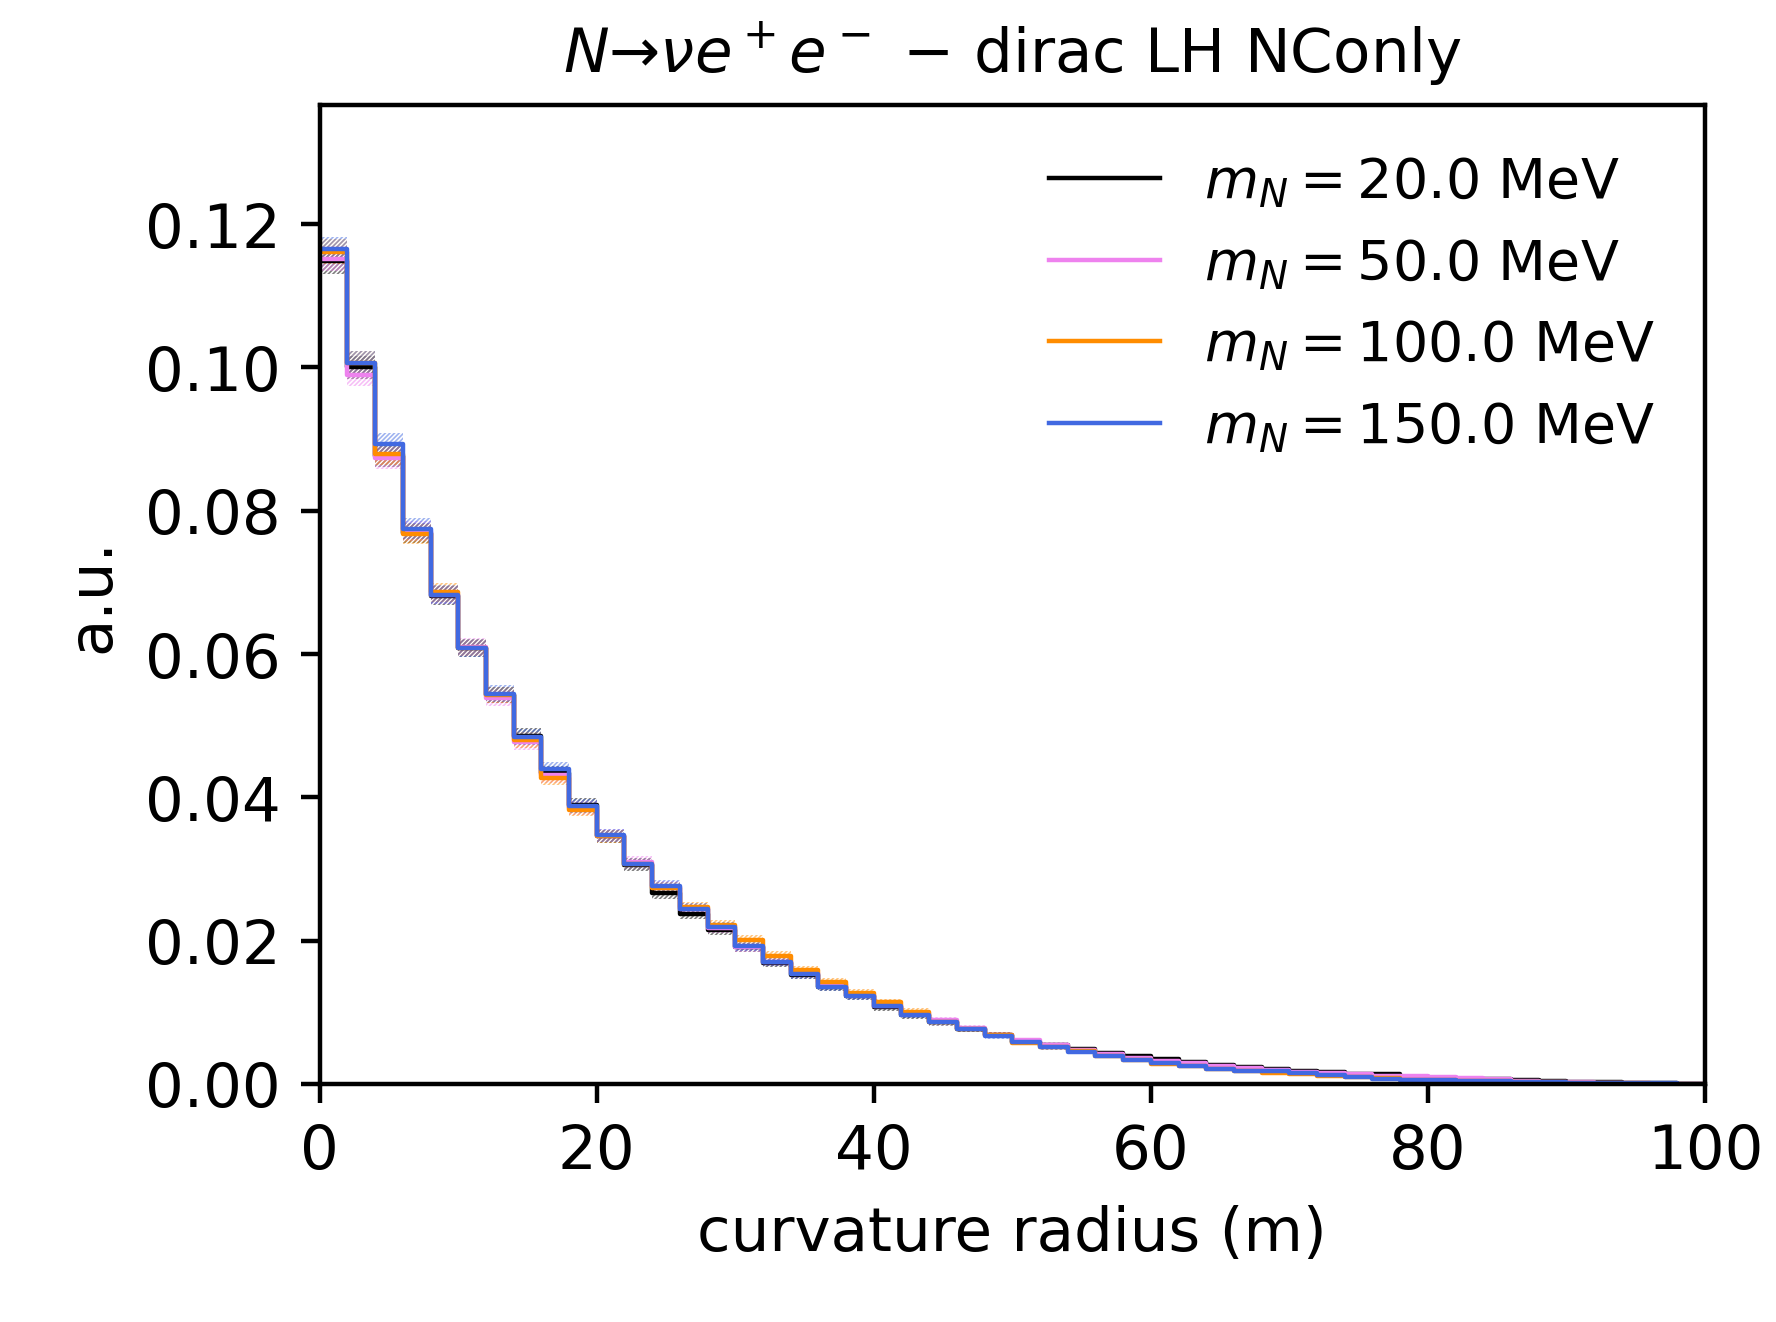 N→νe⁺e⁻ − dirac LH NConly
m_N = 20.0 MeV
m_N = 50.0 MeV
m_N = 100.0 MeV
m_N = 150.0 MeV
a.u.
0.12
0.10
0.08
0.06
0.04
0.02
0.00
0 20 40 60 80 100
curvature radius (m)